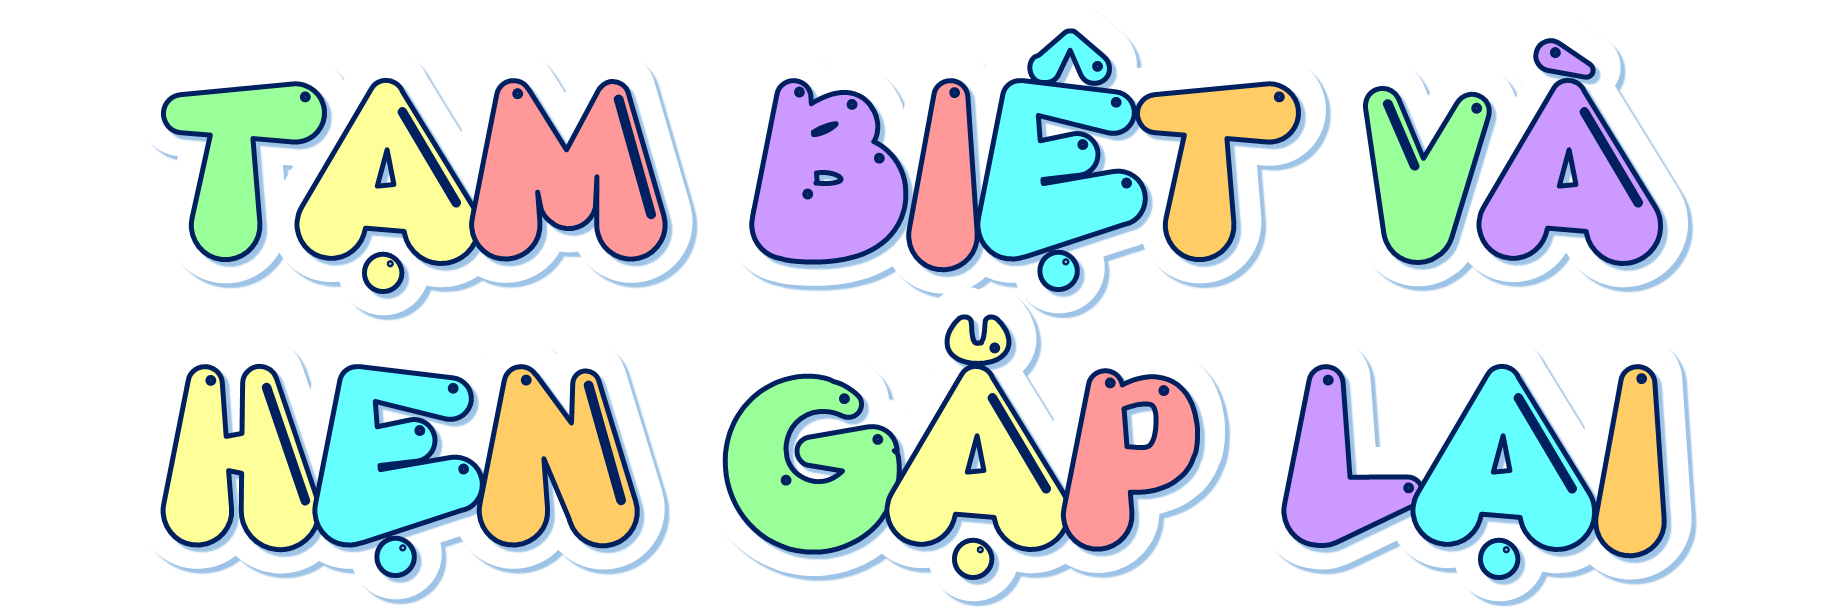 TẠM BIỆT VÀ
HẸN GẶP LẠI